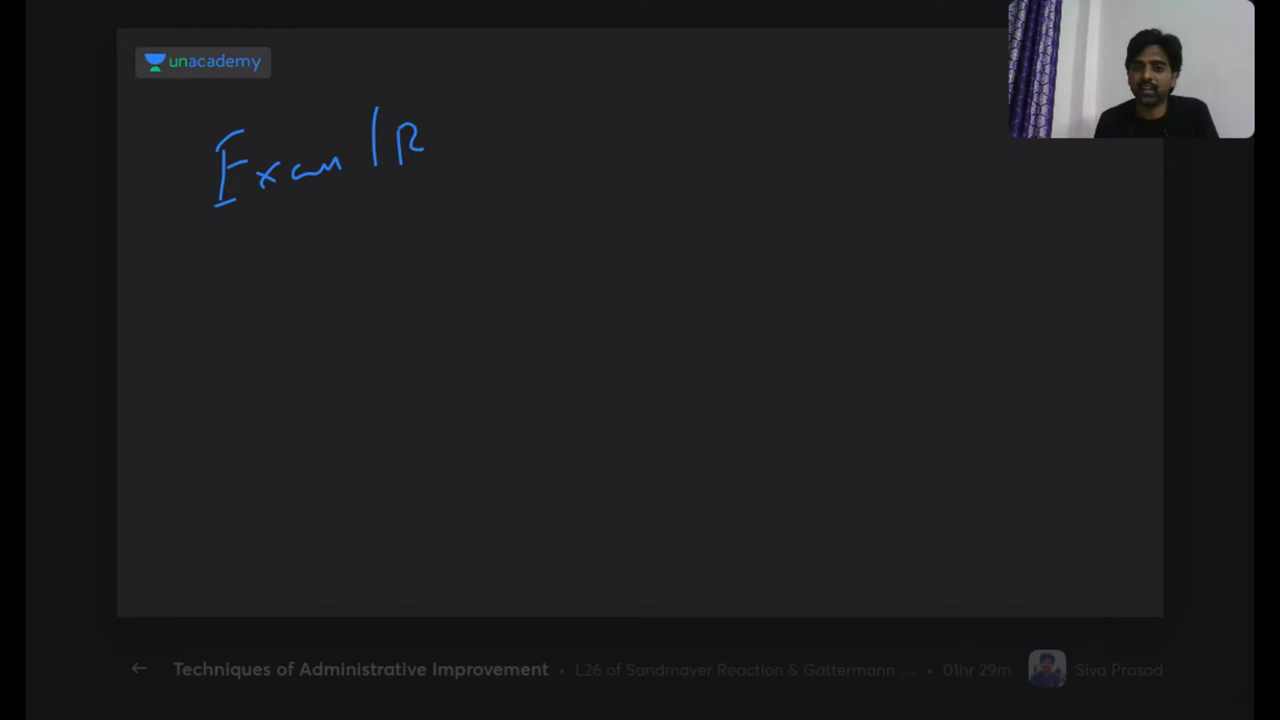 unacademy
Exam | R
← Techniques of Administrative Improvement • L26 of Sandmayer Reaction & Gattermann ... • 01hr 29m Siva Prasad